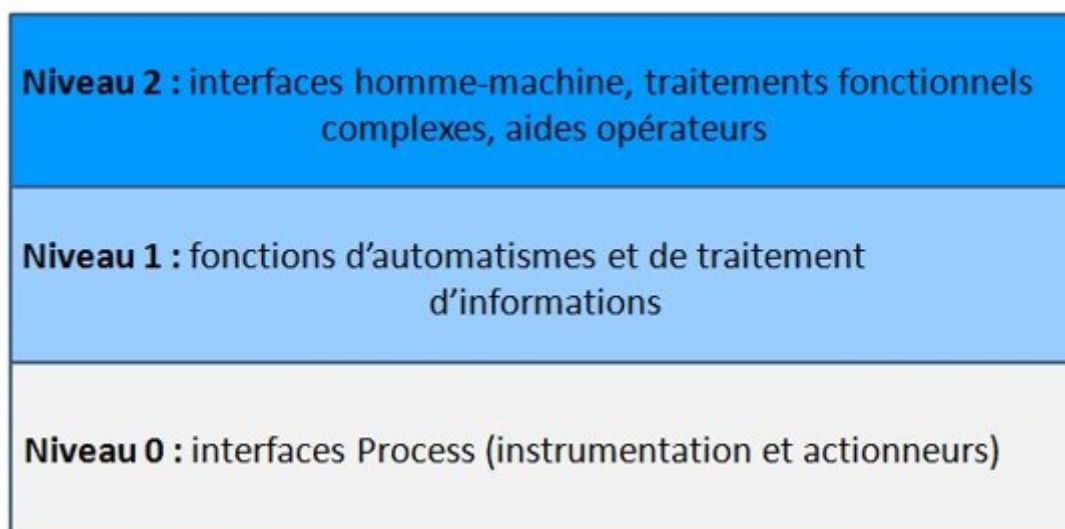 Niveau 2 : interfaces homme-machine, traitements fonctionnels
complexes, aides opérateurs
Niveau 1 : fonctions d’automatismes et de traitement
d’informations
Niveau 0 : interfaces Process (instrumentation et actionneurs)